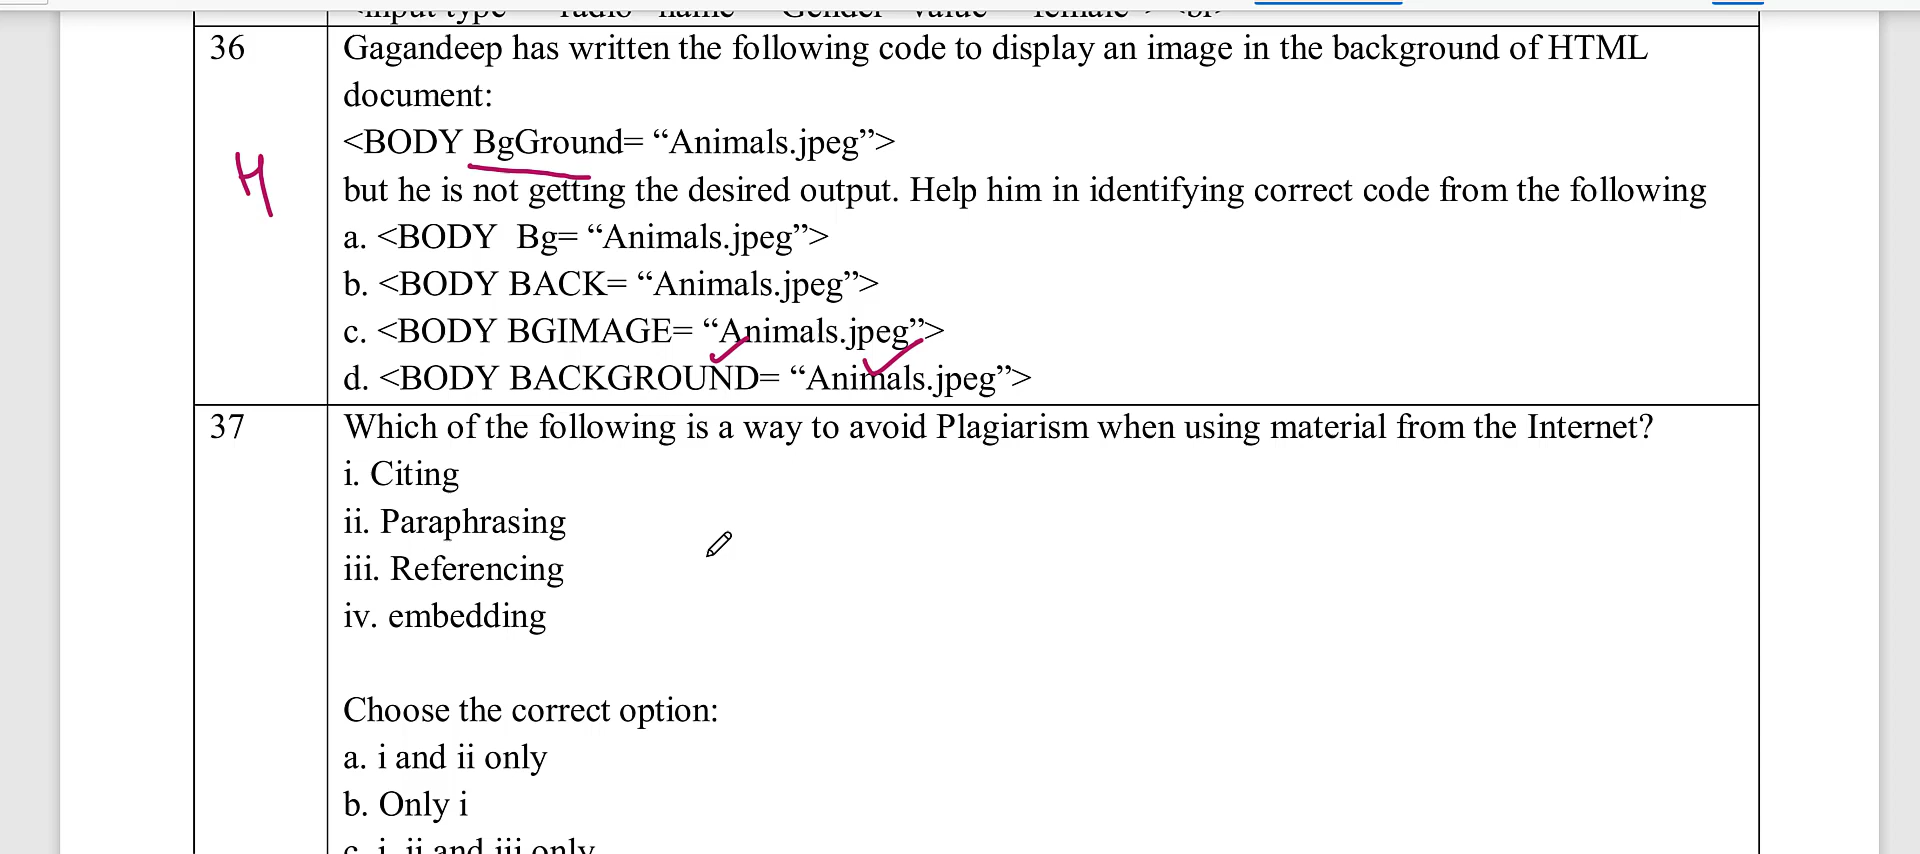 36
Gagandeep has written the following code to display an image in the background of HTML
document:
<BODY BgGround= “Animals.jpeg”>
but he is not getting the desired output. Help him in identifying correct code from the following
a. <BODY  Bg= “Animals.jpeg”>
b. <BODY BACK= “Animals.jpeg”>
c. <BODY BGIMAGE= “Animals.jpeg”>
d. <BODY BACKGROUND= “Animals.jpeg”>
37
Which of the following is a way to avoid Plagiarism when using material from the Internet?
i. Citing
ii. Paraphrasing
iii. Referencing
iv. embedding
Choose the correct option:
a. i and ii only
b. Only i
c. i, ii and iii only